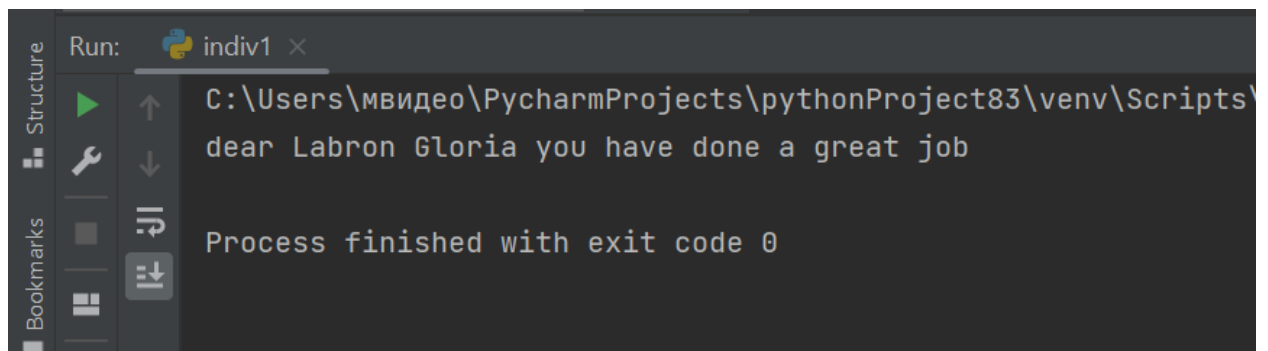 Run: indiv1
Structure
C:\Users\мвидео\PycharmProjects\pythonProject83\venv\Scripts\
dear Labron Gloria you have done a great job
Process finished with exit code 0
Bookmarks